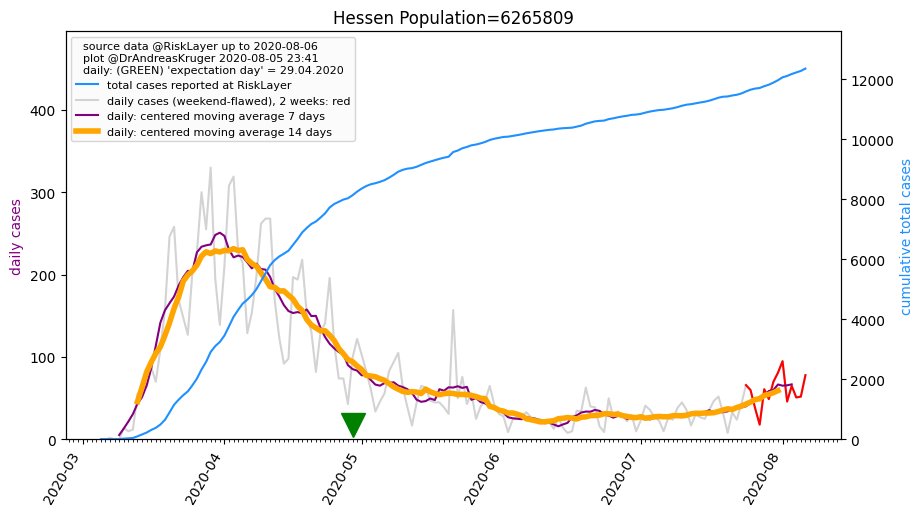 Hessen Population=6265809
source data @RiskLayer up to 2020-08-06
plot @DrAndreasKruger 2020-08-05 23:41
daily: (GREEN) 'expectation day' = 29.04.2020
total cases reported at RiskLayer
daily cases (weekend-flawed), 2 weeks: red
daily: centered moving average 7 days
daily: centered moving average 14 days
daily cases
400
300
200
100
0
cumulative total cases
12000
10000
8000
6000
4000
2000
0
2020-03
2020-04
2020-05
2020-06
2020-07
2020-08